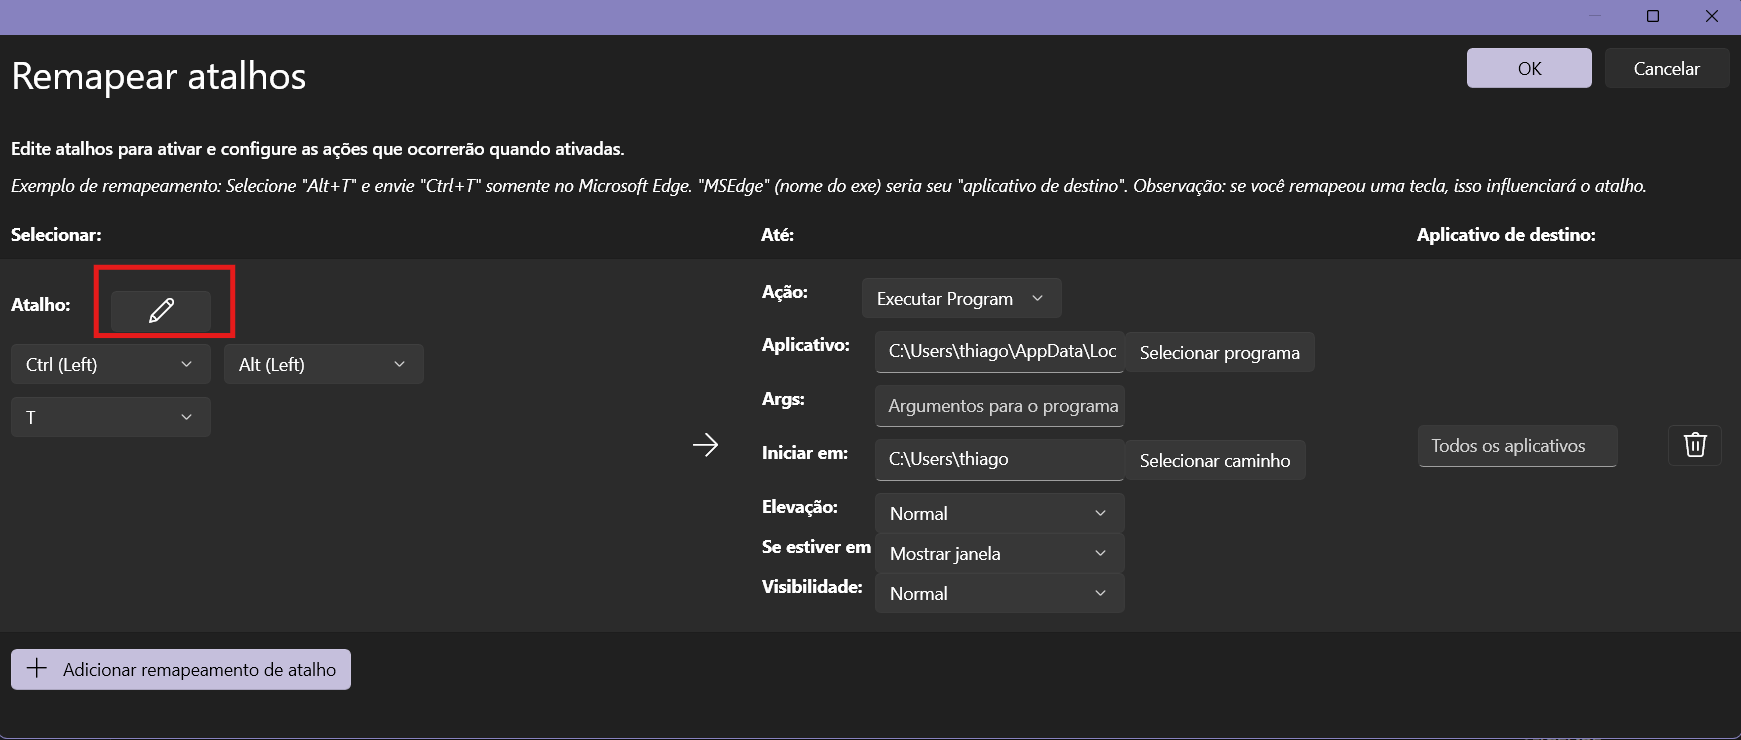 Remapear atalhos
OK
Cancelar
Edite atalhos para ativar e configure as ações que ocorrerão quando ativadas.
Exemplo de remapeamento: Selecione "Alt+T" e envie "Ctrl+T" somente no Microsoft Edge. "MSEdge" (nome do exe) seria seu "aplicativo de destino". Observação: se você remapeou uma tecla, isso influenciará o atalho.
Selecionar:
Até:
Aplicativo de destino:
Atalho:
Ctrl (Left)
Alt (Left)
T
Ação:
Executar Program
Aplicativo:
C:\Users\thiago\AppData\Loc
Selecionar programa
Args:
Argumentos para o programa
Iniciar em:
C:\Users\thiago
Selecionar caminho
Elevação:
Normal
Se estiver em
Mostrar janela
Visibilidade:
Normal
Todos os aplicativos
Adicionar remapeamento de atalho